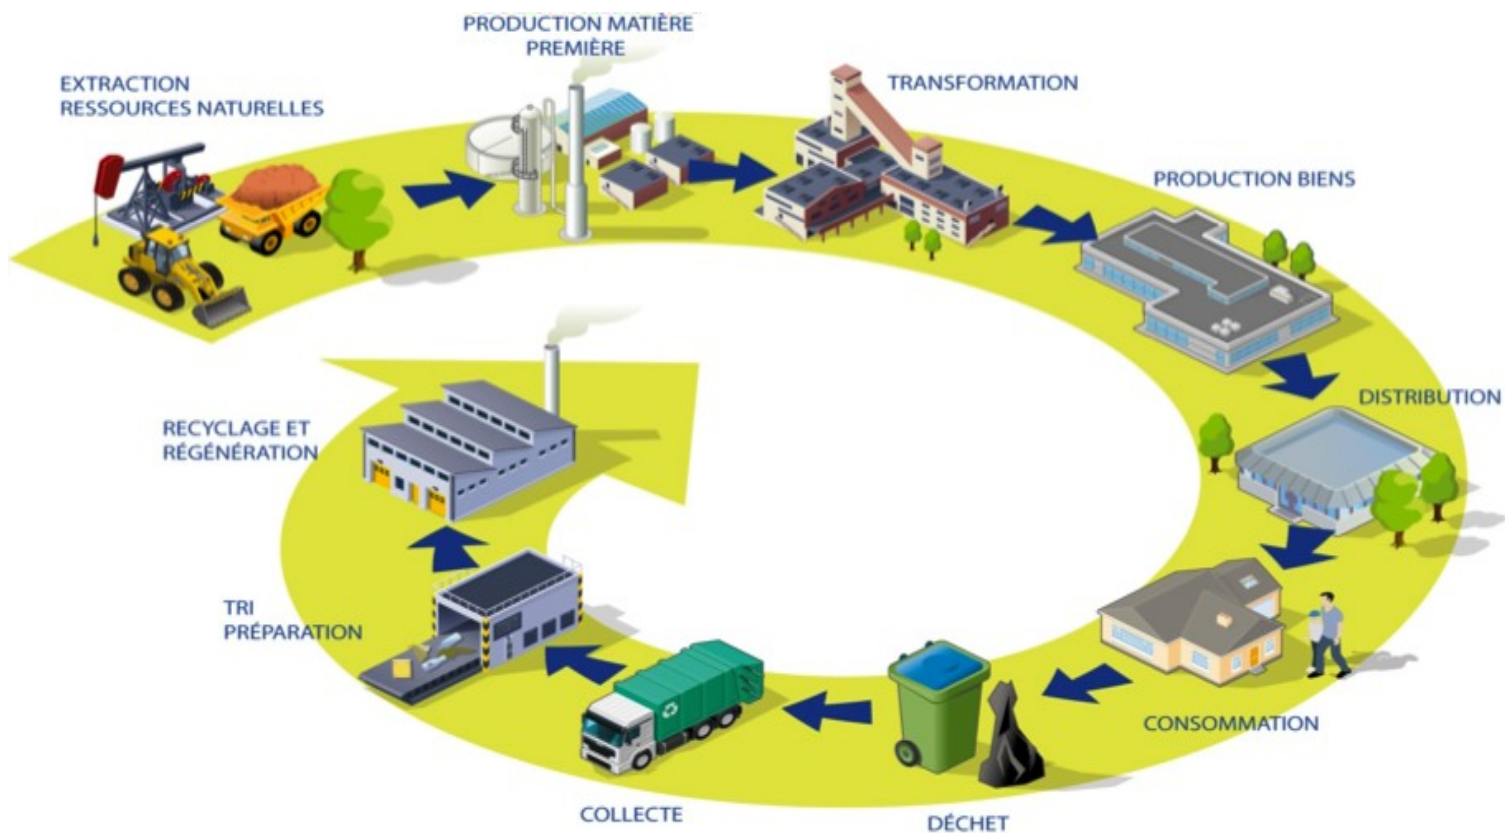 EXTRACTION
RESSOURCES NATURELLES
PRODUCTION MATIÈRE
PREMIÈRE
TRANSFORMATION
PRODUCTION BIENS
DISTRIBUTION
CONSOMMATION
DÉCHET
COLLECTE
TRI
PRÉPARATION
RECYCLAGE ET
RÉGÉNÉRATION